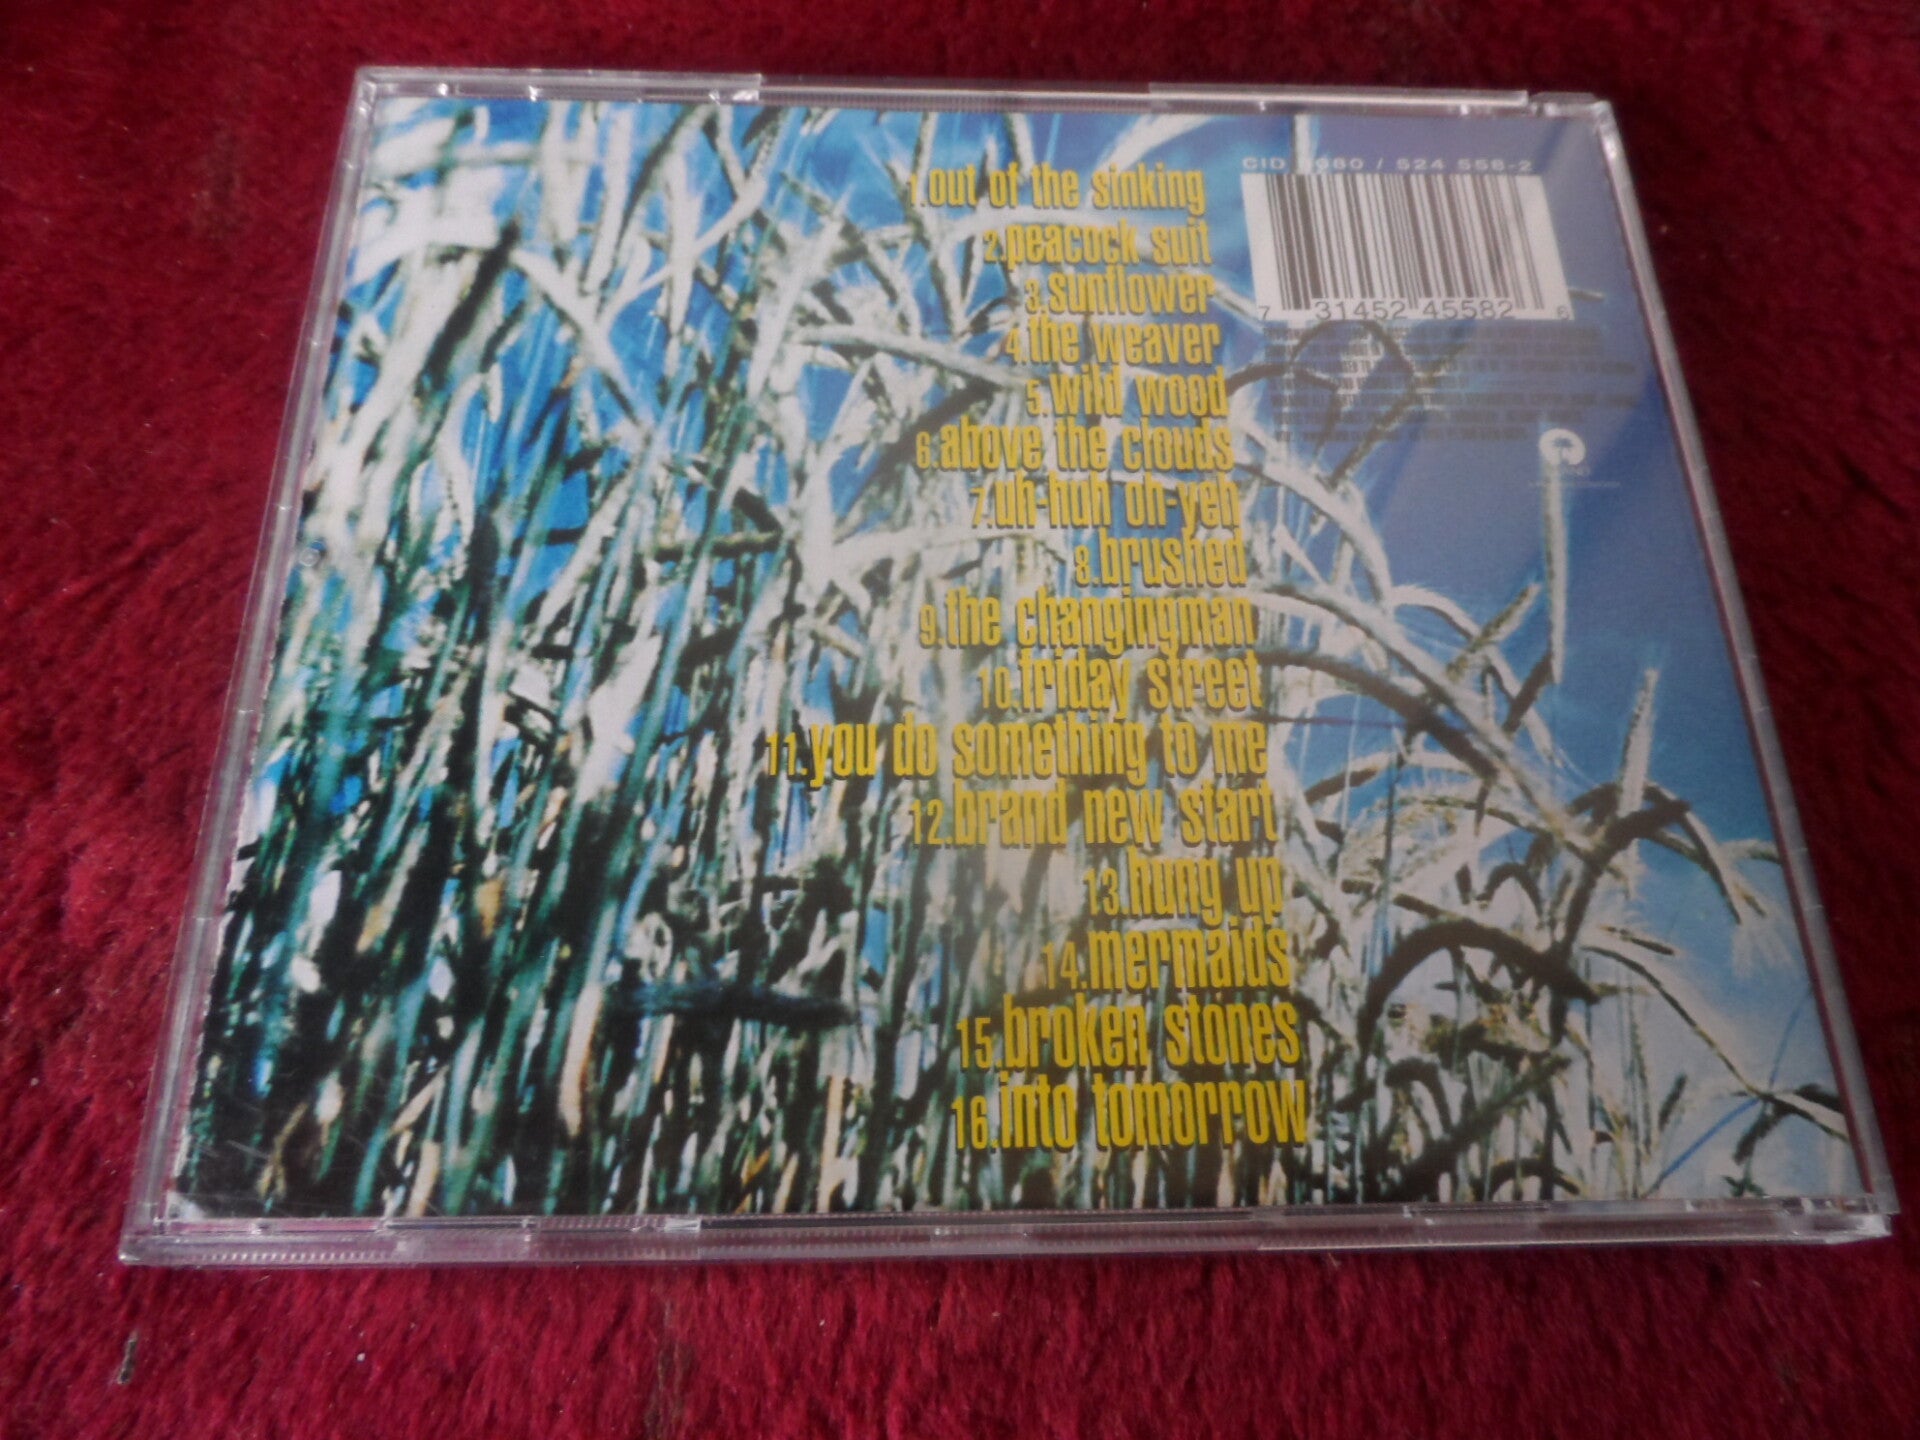 1.out of the sinking
2.peacock suit
3.sunflower
4.the weaver
5.wild wood
6.above the clouds
7.uh-huh oh-yeh
8.brushed
9.the changingman
10.friday street
11.you do something to me
12.brand new start
13.hung up
14.mermaids
15.broken stones
16.into tomorrow
CID 8080 / 524 558-2
7 31452 45582 6